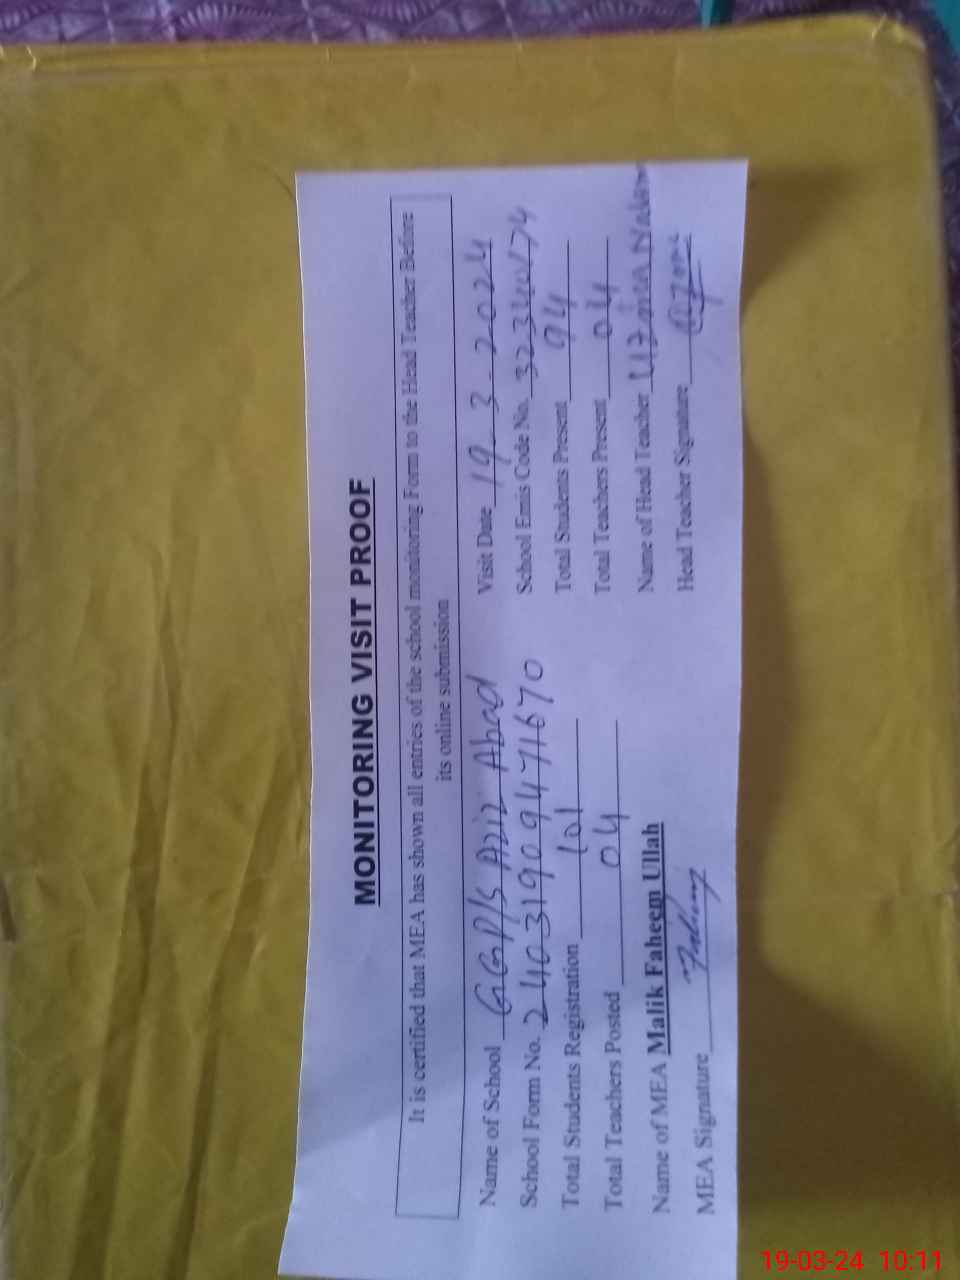 MONITORING VISIT PROOF
It is certified that MEA has shown all entries of the school monitoring Form to the Head Teacher Before
its online submission
Name of School GGP/S Aziz Abad Visit Date 19-3-2024
School Form No. 240319094711670 School Emis Code No. 32340174
Total Students Registration 101 Total Students Present 94
Total Teachers Posted 04 Total Teachers Present 04
Name of MEA Malik Faheem Ullah Name of Head Teacher Uzma
MEA Signature Faheem Head Teacher Signature
19-03-24 10:11